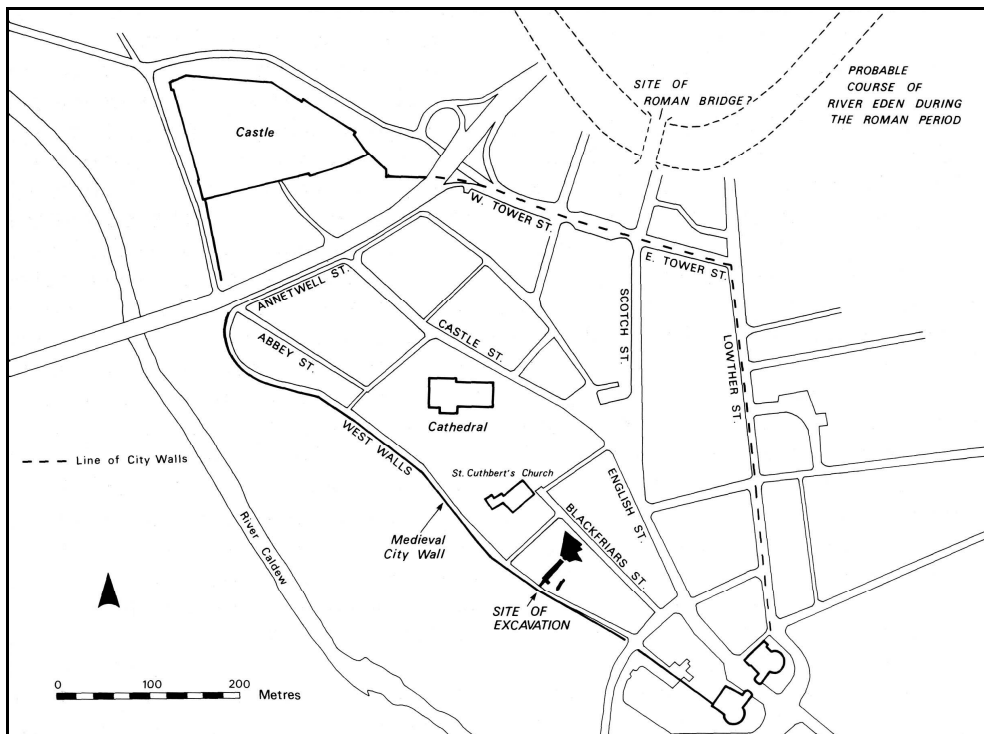 SITE OF
ROMAN BRIDGE?
PROBABLE
COURSE OF
RIVER EDEN DURING
THE ROMAN PERIOD
Castle
W. TOWER ST.
E. TOWER ST.
ANNETWELL ST.
SCOTCH ST.
CASTLE ST.
ABBEY ST.
LOWTHER ST.
Cathedral
WEST WALLS
Line of City Walls
St. Cuthbert's Church
ENGLISH ST.
BLACKFRIARS ST.
River Caldew
Medieval
City Wall
SITE OF
EXCAVATION
0 100 200
Metres